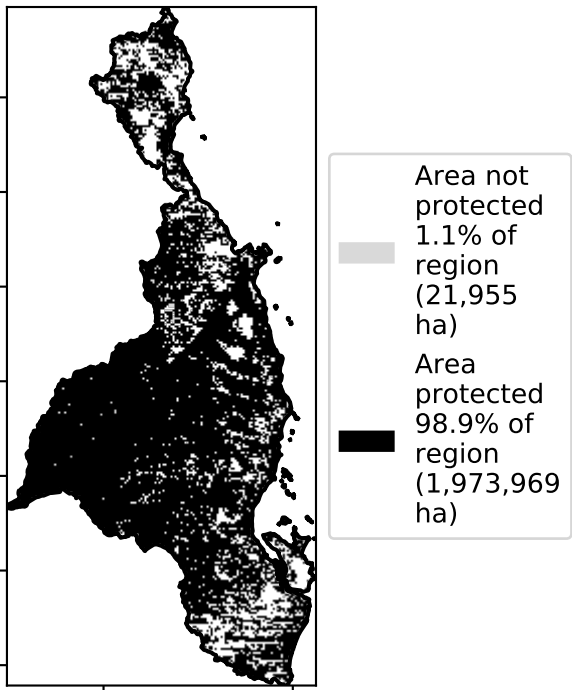 Area not
protected
1.1% of
region
(21,955
ha)
Area
protected
98.9% of
region
(1,973,969
ha)